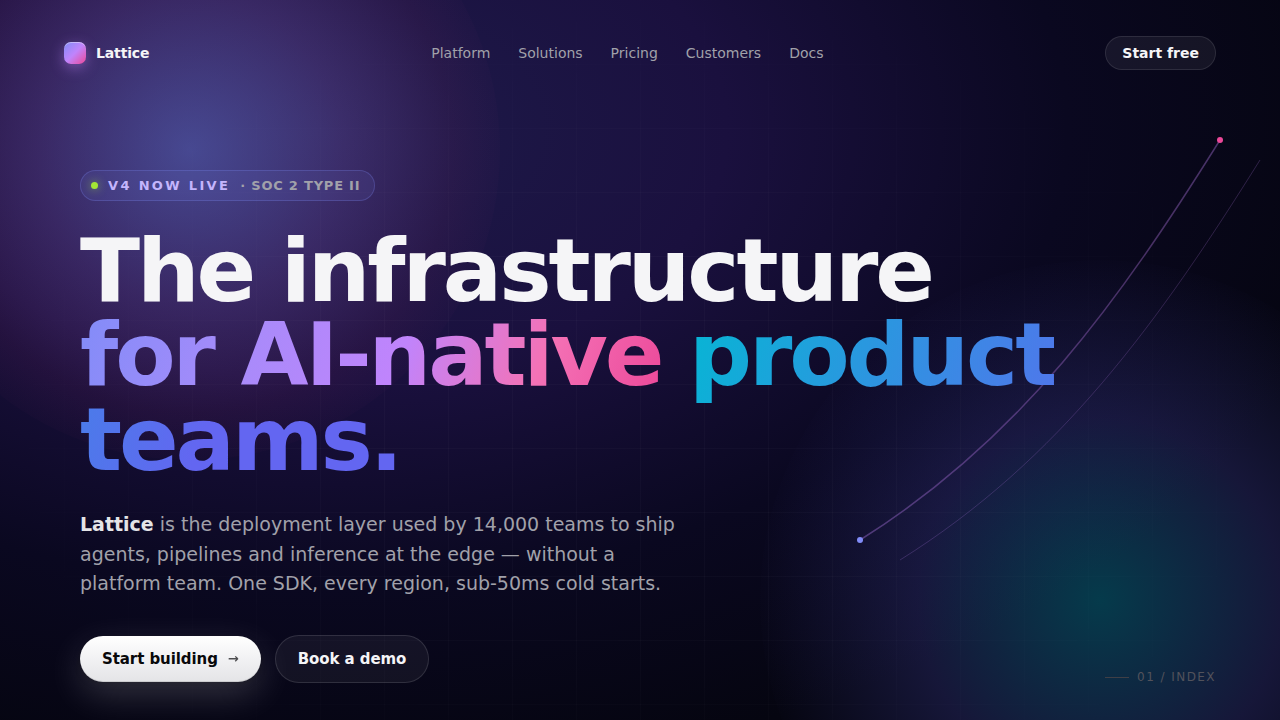 Lattice
Platform Solutions Pricing Customers Docs
Start free
V4 NOW LIVE · SOC 2 TYPE II
The infrastructure
for AI-native product
teams.
Lattice is the deployment layer used by 14,000 teams to ship
agents, pipelines and inference at the edge — without a
platform team. One SDK, every region, sub-50ms cold starts.
Start building →
Book a demo
01 / INDEX